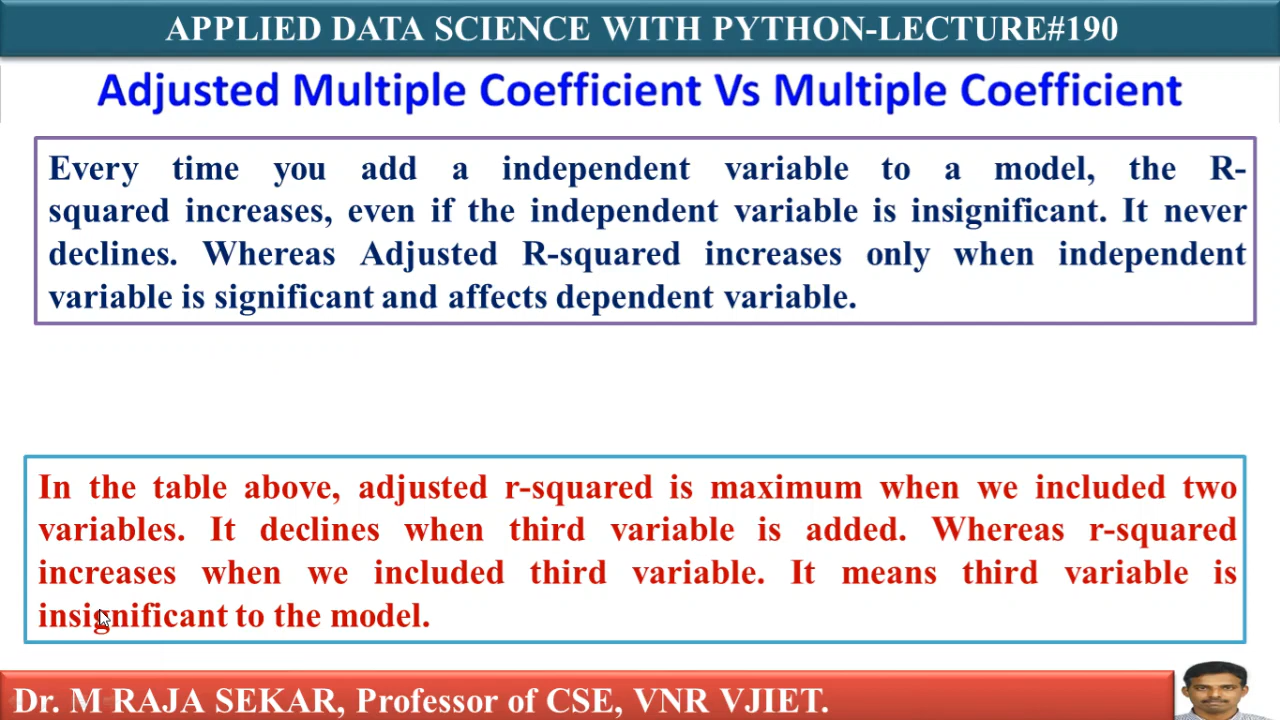 APPLIED DATA SCIENCE WITH PYTHON-LECTURE#190
Adjusted Multiple Coefficient Vs Multiple Coefficient
Every time you add a independent variable to a model, the R-
squared increases, even if the independent variable is insignificant. It never
declines. Whereas Adjusted R-squared increases only when independent
variable is significant and affects dependent variable.
In the table above, adjusted r-squared is maximum when we included two
variables. It declines when third variable is added. Whereas r-squared
increases when we included third variable. It means third variable is
insignificant to the model.
Dr. M RAJA SEKAR, Professor of CSE, VNR VJIET.